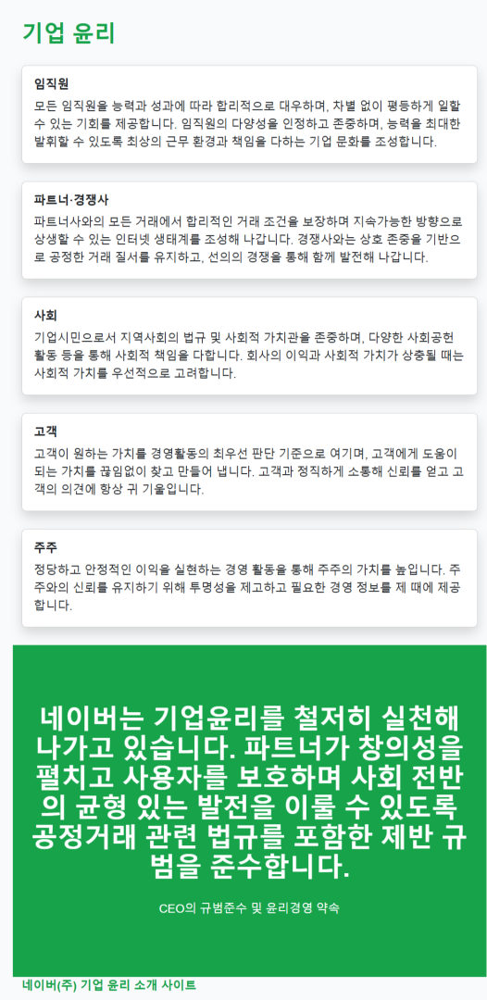 기업 윤리
임직원
모든 임직원을 능력과 성과에 따라 합리적으로 대우하며, 차별 없이 평등하게 일할
수 있는 기회를 제공합니다. 임직원의 다양성을 인정하고 존중하며, 능력을 최대한
발휘할 수 있도록 최상의 근무 환경과 책임을 다하는 기업 문화를 조성합니다.
파트너·경쟁사
파트너사와의 모든 거래에서 합리적인 거래 조건을 보장하며 지속가능한 방향으로
상생할 수 있는 인터넷 생태계를 조성해 나갑니다. 경쟁사와는 상호 존중을 기반으
로 공정한 거래 질서를 유지하고, 선의의 경쟁을 통해 함께 발전해 나갑니다.
사회
기업시민으로서 지역사회의 법규 및 사회적 가치관을 존중하며, 다양한 사회공헌
활동 등을 통해 사회적 책임을 다합니다. 회사의 이익과 사회적 가치가 상충될 때는
사회적 가치를 우선적으로 고려합니다.
고객
고객이 원하는 가치를 경영활동의 최우선 판단 기준으로 여기며, 고객에게 도움이
되는 가치를 끊임없이 찾고 만들어 냅니다. 고객과 정직하게 소통해 신뢰를 얻고 고
객의 의견에 항상 귀 기울입니다.
주주
정당하고 안정적인 이익을 실현하는 경영 활동을 통해 주주의 가치를 높입니다. 주
주와의 신뢰를 유지하기 위해 투명성을 제고하고 필요한 경영 정보를 제 때에 제공
합니다.
네이버는 기업윤리를 철저히 실천해
나가고 있습니다. 파트너가 창의성을
펼치고 사용자를 보호하며 사회 전반
의 균형 있는 발전을 이룰 수 있도록
공정거래 관련 법규를 포함한 제반 규
범을 준수합니다.
CEO의 규범준수 및 윤리경영 약속
네이버(주) 기업 윤리 소개 사이트